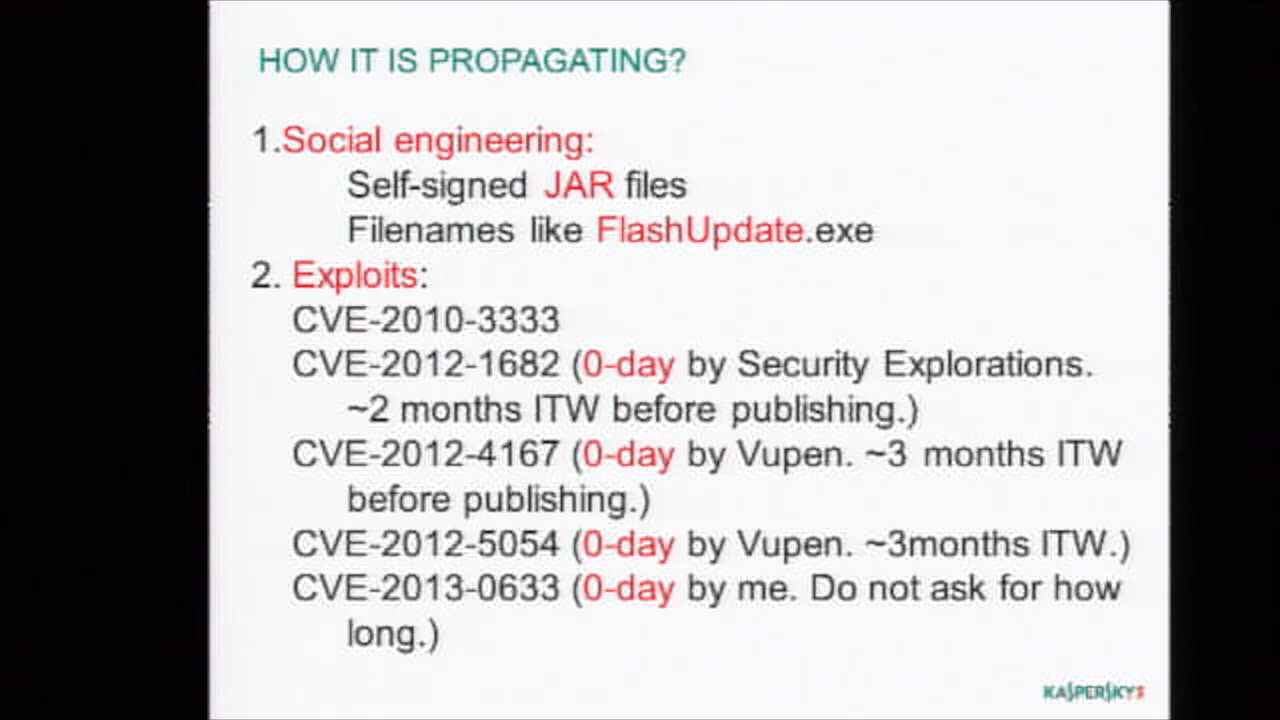 HOW IT IS PROPAGATING?
1.Social engineering:
Self-signed JAR files
Filenames like FlashUpdate.exe
2. Exploits:
CVE-2010-3333
CVE-2012-1682 (0-day by Security Explorations.
~2 months ITW before publishing.)
CVE-2012-4167 (0-day by Vupen. ~3 months ITW
before publishing.)
CVE-2012-5054 (0-day by Vupen. ~3months ITW.)
CVE-2013-0633 (0-day by me. Do not ask for how
long.)
KASPERSKY